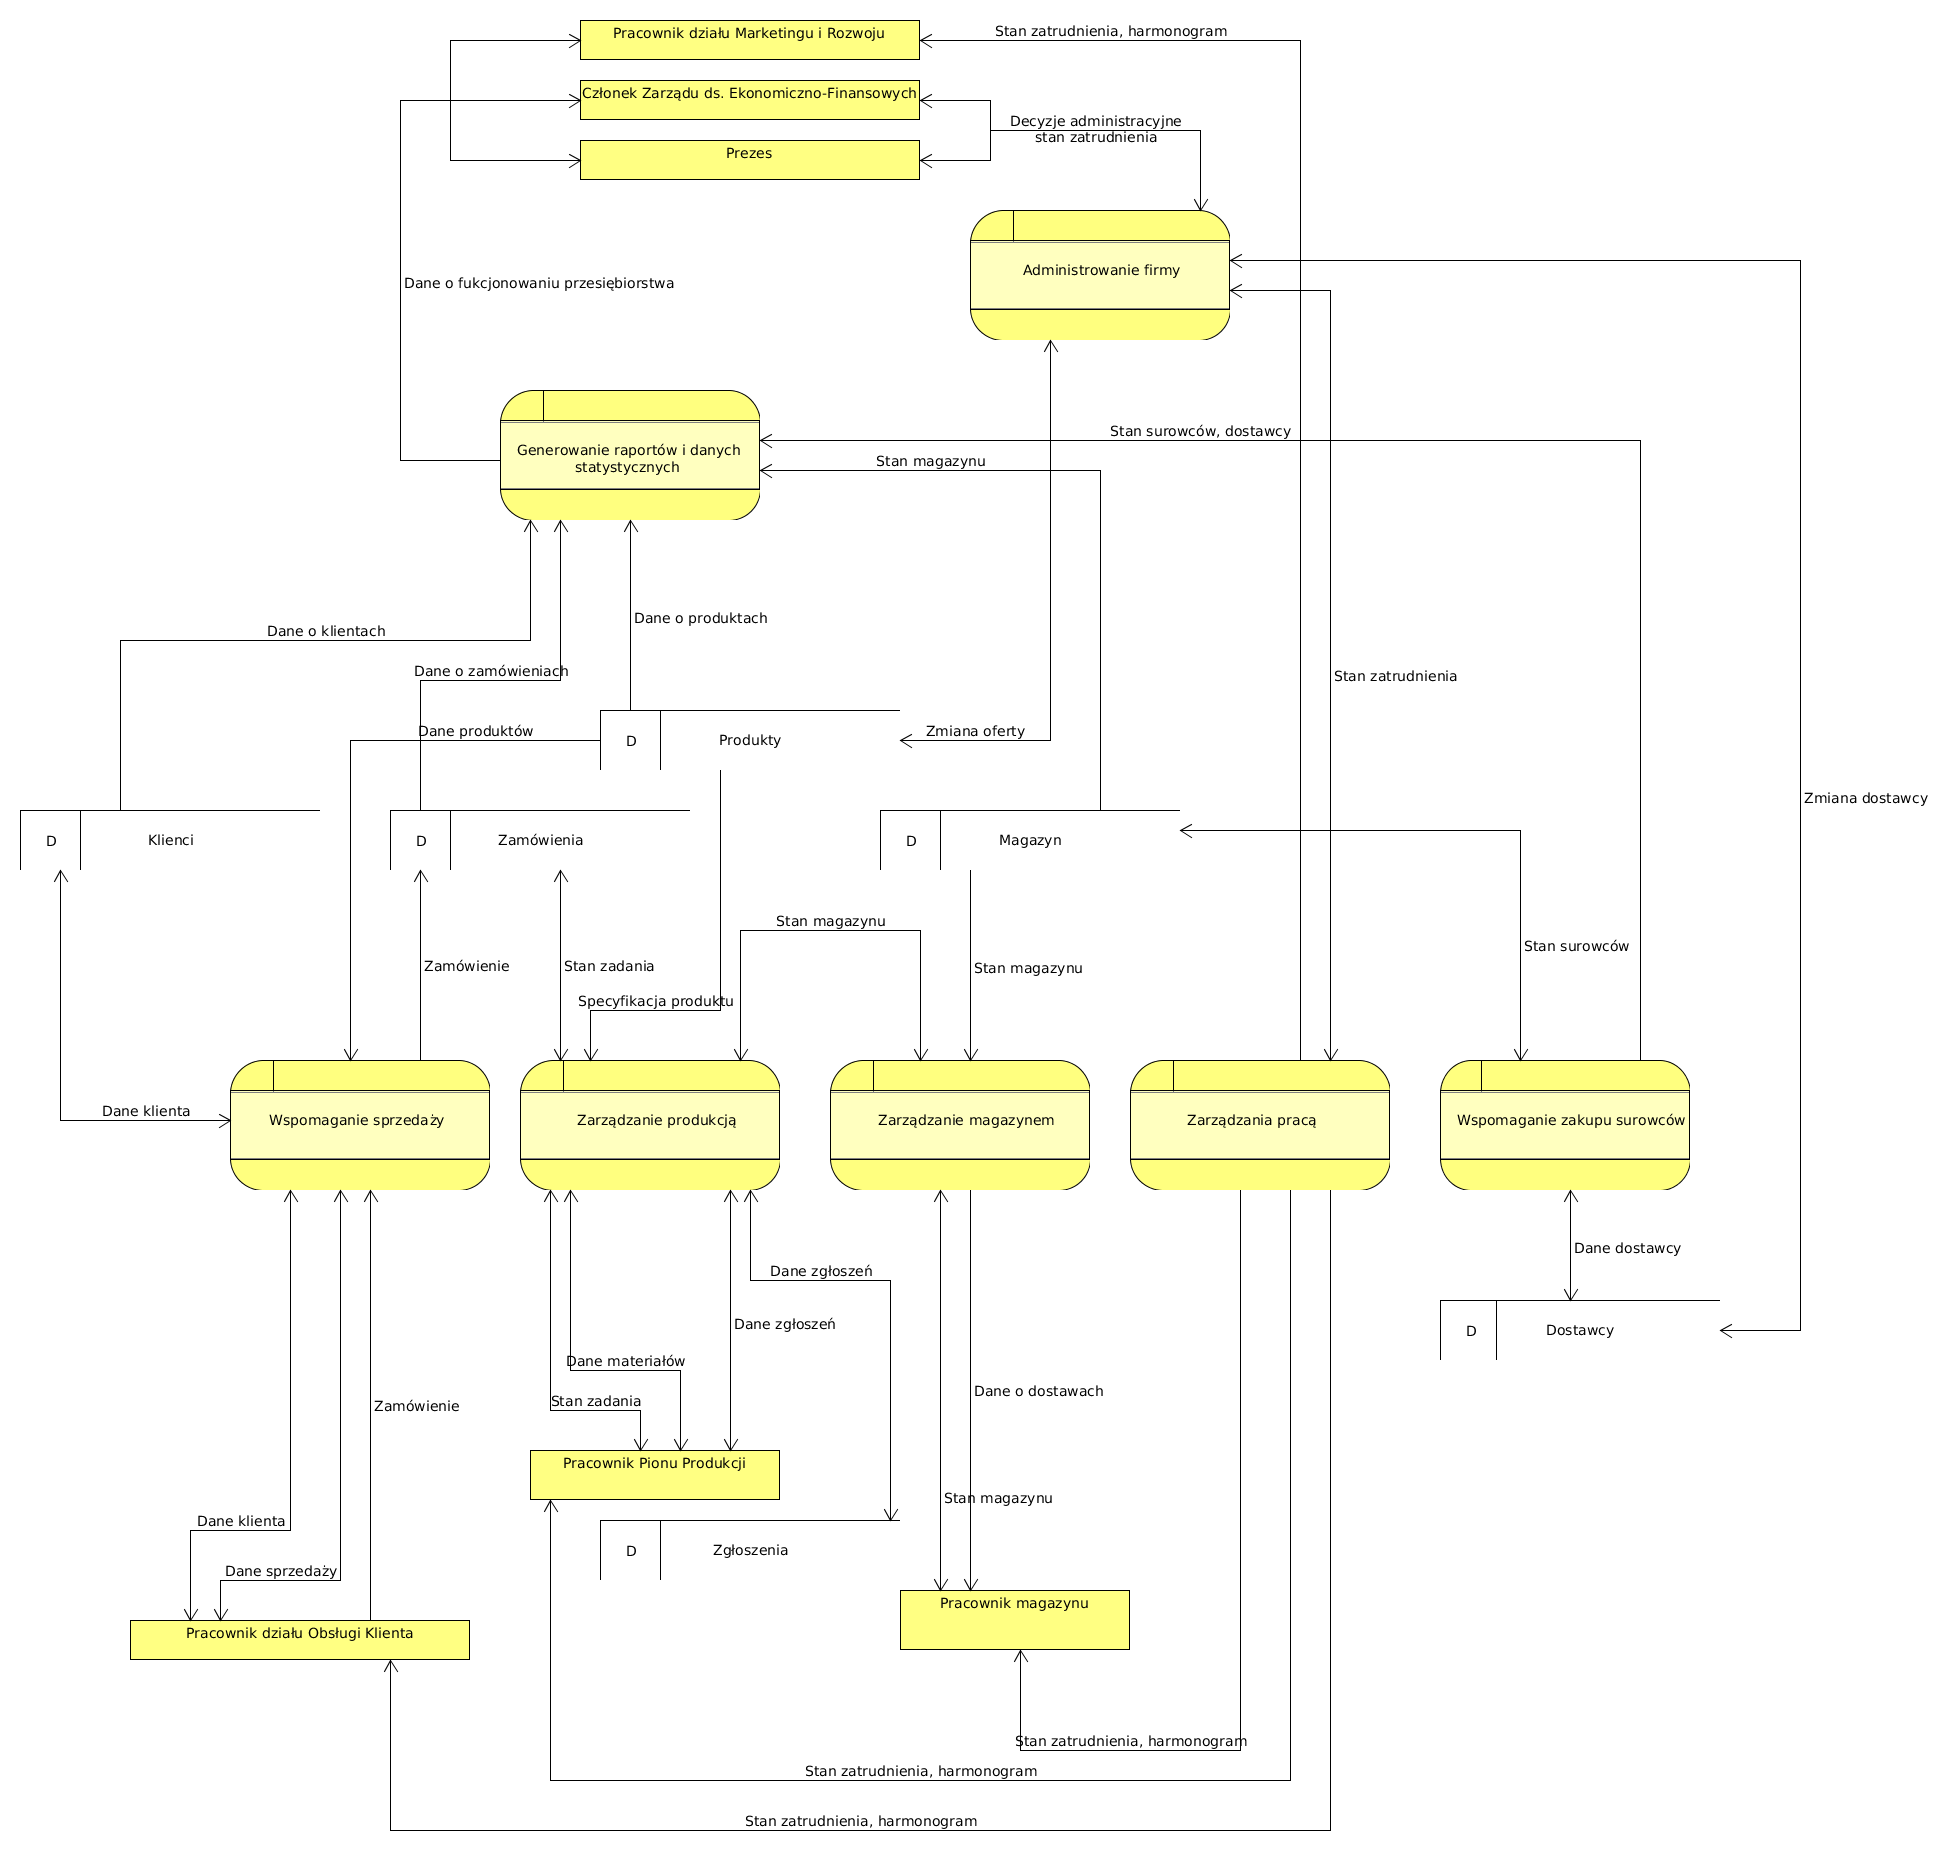 Pracownik działu Marketingu i Rozwoju
Stan zatrudnienia, harmonogram
Członek Zarządu ds. Ekonomiczno-Finansowych
Decyzje administracyjne
stan zatrudnienia
Prezes
Administrowanie firmy
Dane o fukcjonowaniu przesiębiorstwa
Stan surowców, dostawcy
Generowanie raportów i danych
statystycznych
Stan magazynu
Dane o klientach
Dane o produktach
Dane o zamówieniach
Stan zatrudnienia
Dane produktów
D
Produkty
Zmiana oferty
Zmiana dostawcy
D
Klienci
D
Zamówienia
D
Magazyn
Stan magazynu
Stan surowców
Zamówienie
Stan zadania
Stan magazynu
Specyfikacja produktu
Dane klienta
Wspomaganie sprzedaży
Zarządzanie produkcją
Zarządzanie magazynem
Zarządzania pracą
Wspomaganie zakupu surowców
Dane dostawcy
Dane zgłoszeń
Dane zgłoszeń
D
Dostawcy
Dane materiałów
Dane o dostawach
Stan zadania
Zamówienie
Pracownik Pionu Produkcji
Stan magazynu
Dane klienta
D
Zgłoszenia
Dane sprzedaży
Pracownik magazynu
Pracownik działu Obsługi Klienta
Stan zatrudnienia, harmonogram
Stan zatrudnienia, harmonogram
Stan zatrudnienia, harmonogram